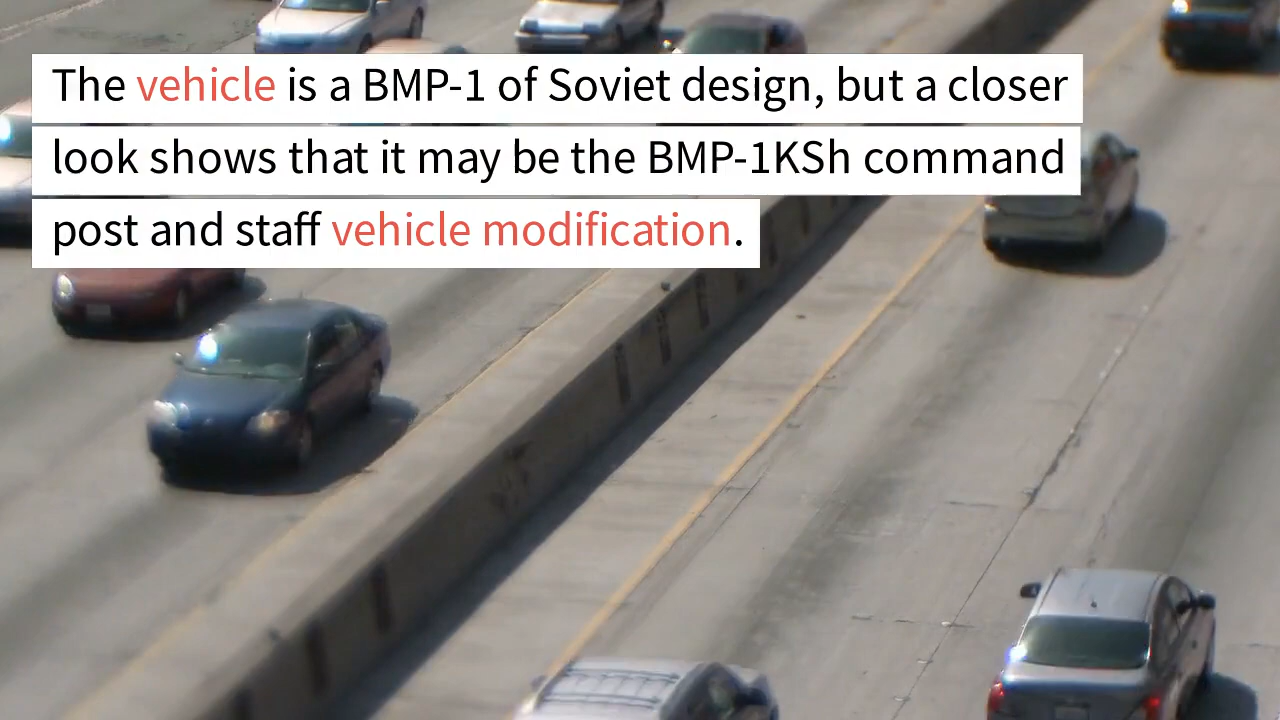 The vehicle is a BMP-1 of Soviet design, but a closer
look shows that it may be the BMP-1KSh command
post and staff vehicle modification.